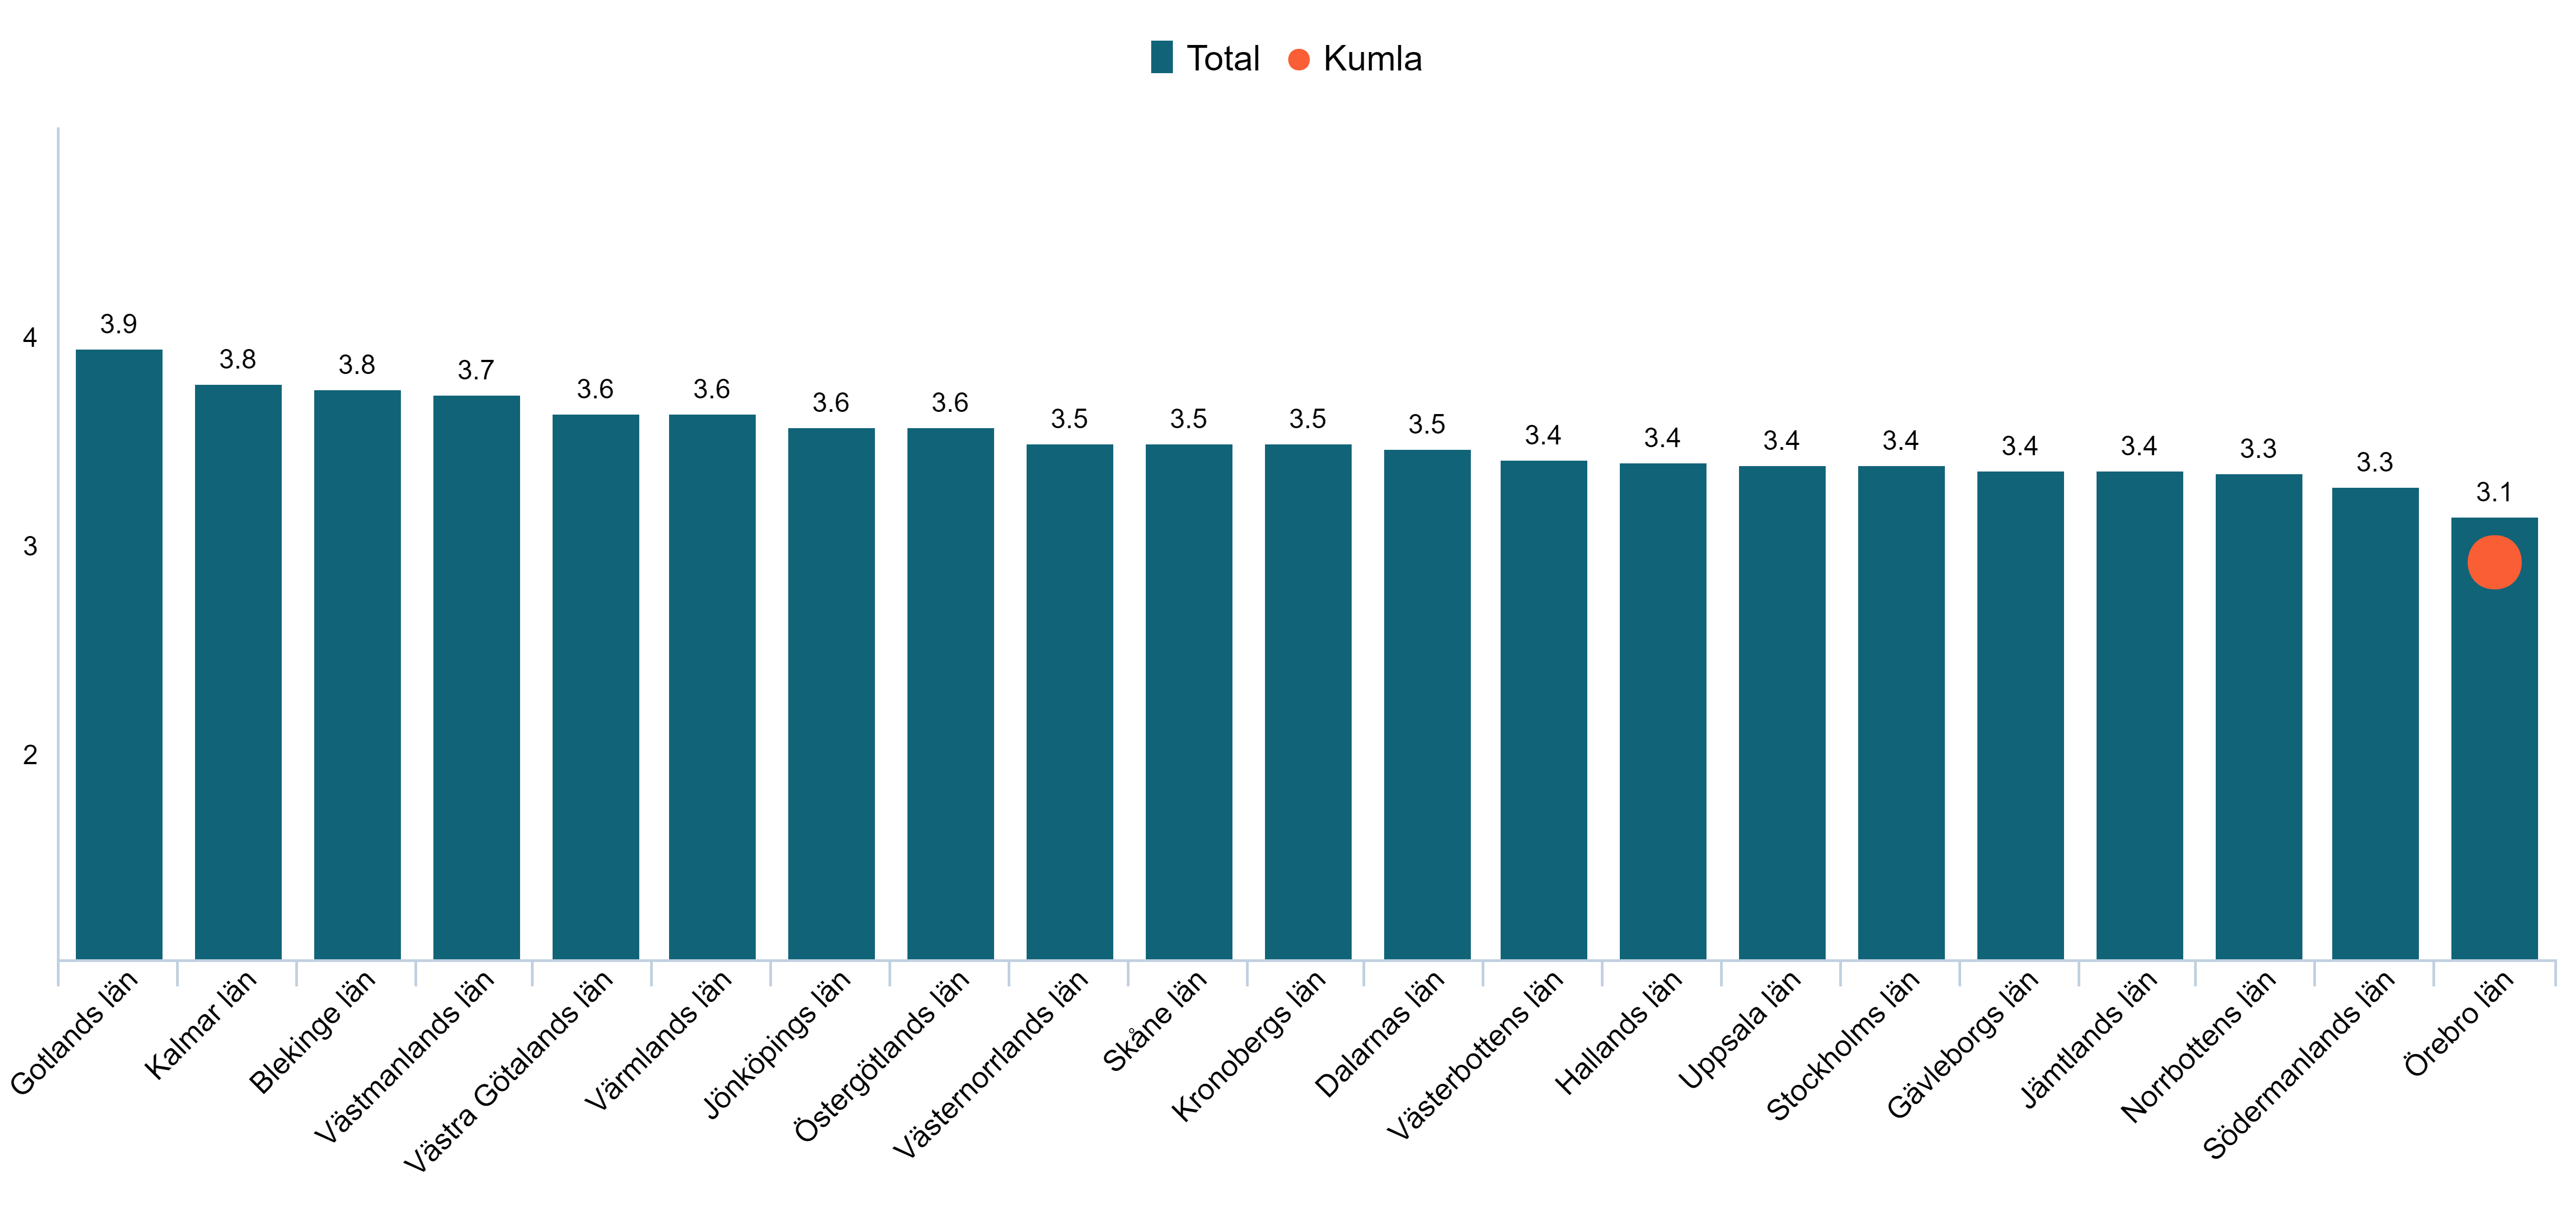 Total Kumla
3.9
3.8
3.8
3.7
3.6
3.6
3.6
3.6
3.5
3.5
3.5
3.5
3.4
3.4
3.4
3.4
3.4
3.4
3.3
3.3
3.1
4
3
2
Gotlands län
Kalmar län
Blekinge län
Västmanlands län
Västra Götalands län
Värmlands län
Jönköpings län
Östergötlands län
Västernorrlands län
Skåne län
Kronobergs län
Dalarnas län
Västerbottens län
Hallands län
Uppsala län
Stockholms län
Gävleborgs län
Jämtlands län
Norrbottens län
Södermanlands län
Örebro län